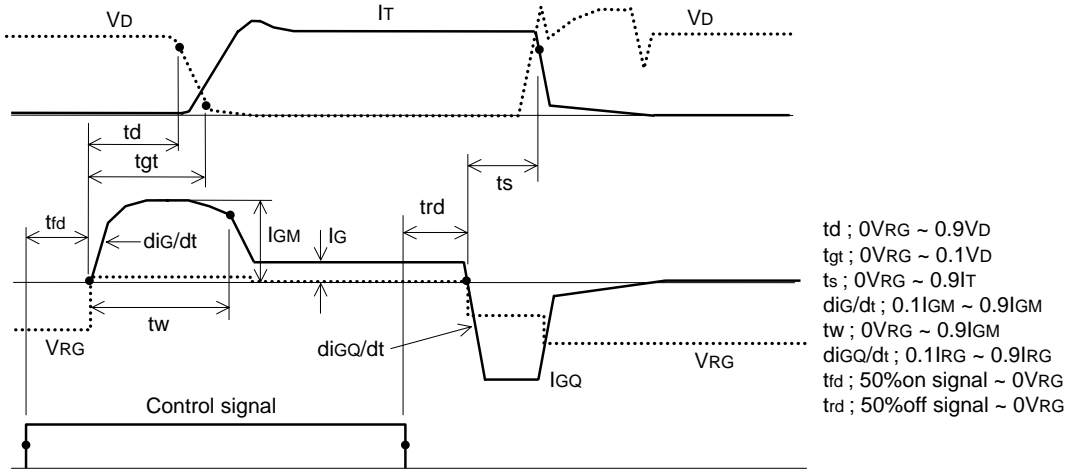 VD
IT
VD
td
tgt
ts
tfd
trd
diG/dt
IGM
IG
tw
VRG
diGQ/dt
IGQ
VRG
Control signal
td ; 0VRG ~ 0.9VD
tgt ; 0VRG ~ 0.1VD
ts ; 0VRG ~ 0.9IT
diG/dt ; 0.1IGM ~ 0.9IGM
tw ; 0VRG ~ 0.9IGM
diGQ/dt ; 0.1IRG ~ 0.9IRG
tfd ; 50%on signal ~ 0VRG
trd ; 50%off signal ~ 0VRG